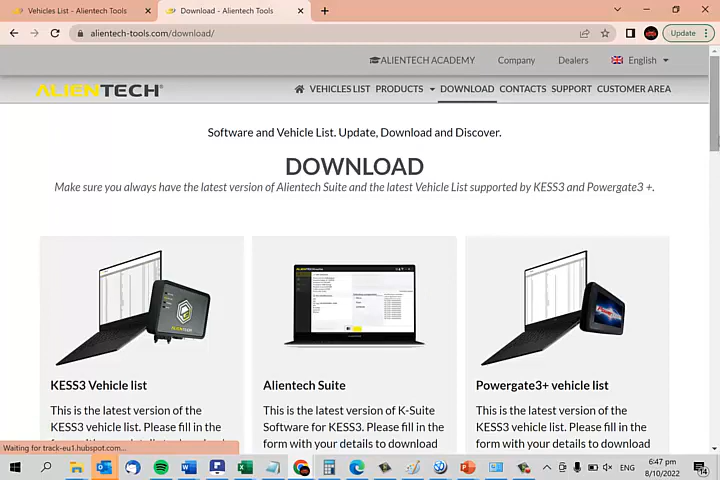 Vehicles List - Alientech Tools
Download - Alientech Tools
alientech-tools.com/download/
Update
ALIENTECH ACADEMY Company Dealers English
ALIENTECH®
VEHICLES LIST PRODUCTS DOWNLOAD CONTACTS SUPPORT CUSTOMER AREA
Software and Vehicle List. Update, Download and Discover.
DOWNLOAD
Make sure you always have the latest version of Alientech Suite and the latest Vehicle List supported by KESS3 and Powergate3 +.
KESS3 Vehicle list
This is the latest version of the
KESS3 vehicle list. Please fill in the
Alientech Suite
This is the latest version of K-Suite
Software for KESS3. Please fill in the
form with your details to download
Powergate3+ vehicle list
This is the latest version of the
KESS3 vehicle list. Please fill in the
form with your details to download
Waiting for track-eu1.hubspot.com...
ENG
6:47 pm
8/10/2022
14